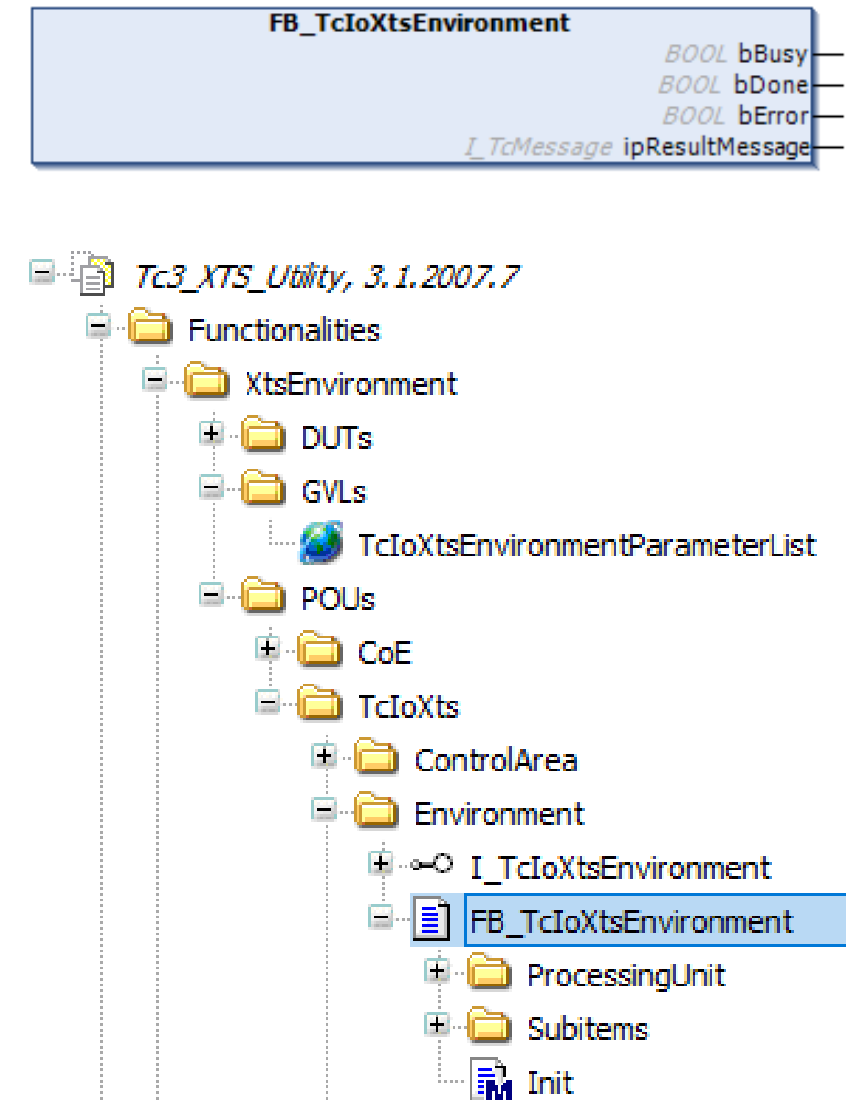 FB_TcIoXtsEnvironment
BOOL bBusy
BOOL bDone
BOOL bError
I_TcMessage ipResultMessage
Tc3_XTS_Utility, 3.1.2007.7
Functionalities
XtsEnvironment
DUTs
GVLs
TcIoXtsEnvironmentParameterList
POUs
CoE
TcIoXts
ControlArea
Environment
I_TcIoXtsEnvironment
FB_TcIoXtsEnvironment
ProcessingUnit
Subitems
Init